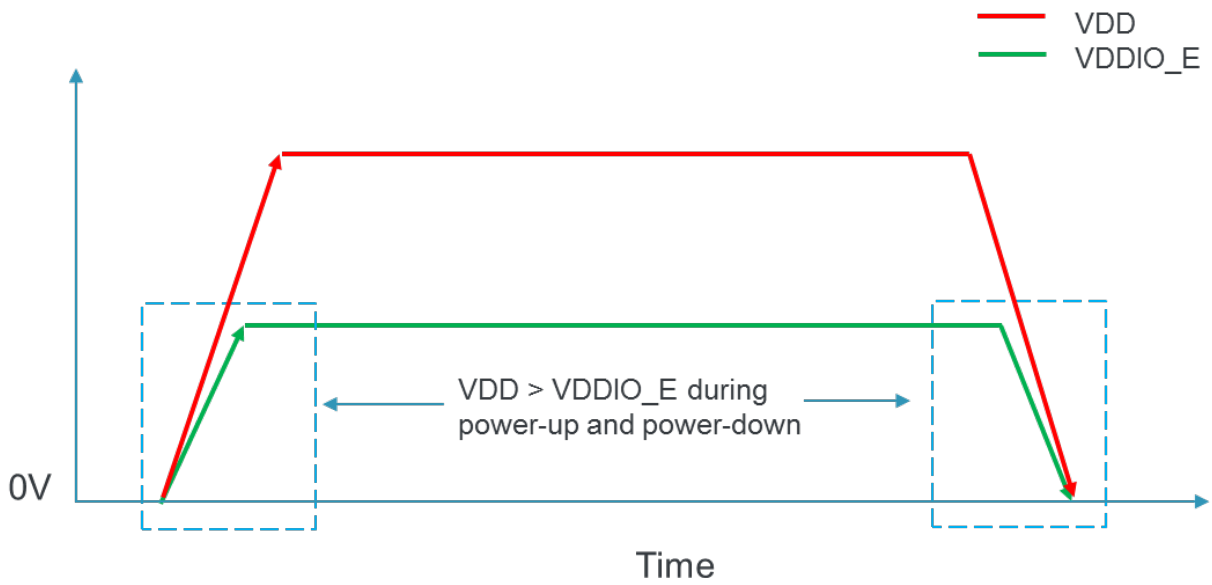 VDD
VDDIO_E
VDD > VDDIO_E during
power-up and power-down
0V
Time